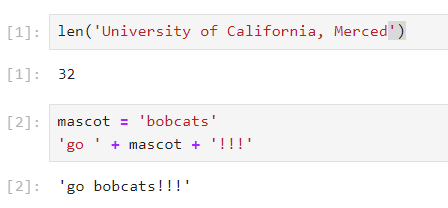 [1]: len('University of California, Merced')
[1]: 32
[2]: mascot = 'bobcats'
'go ' + mascot + '!!!'
[2]: 'go bobcats!!!'